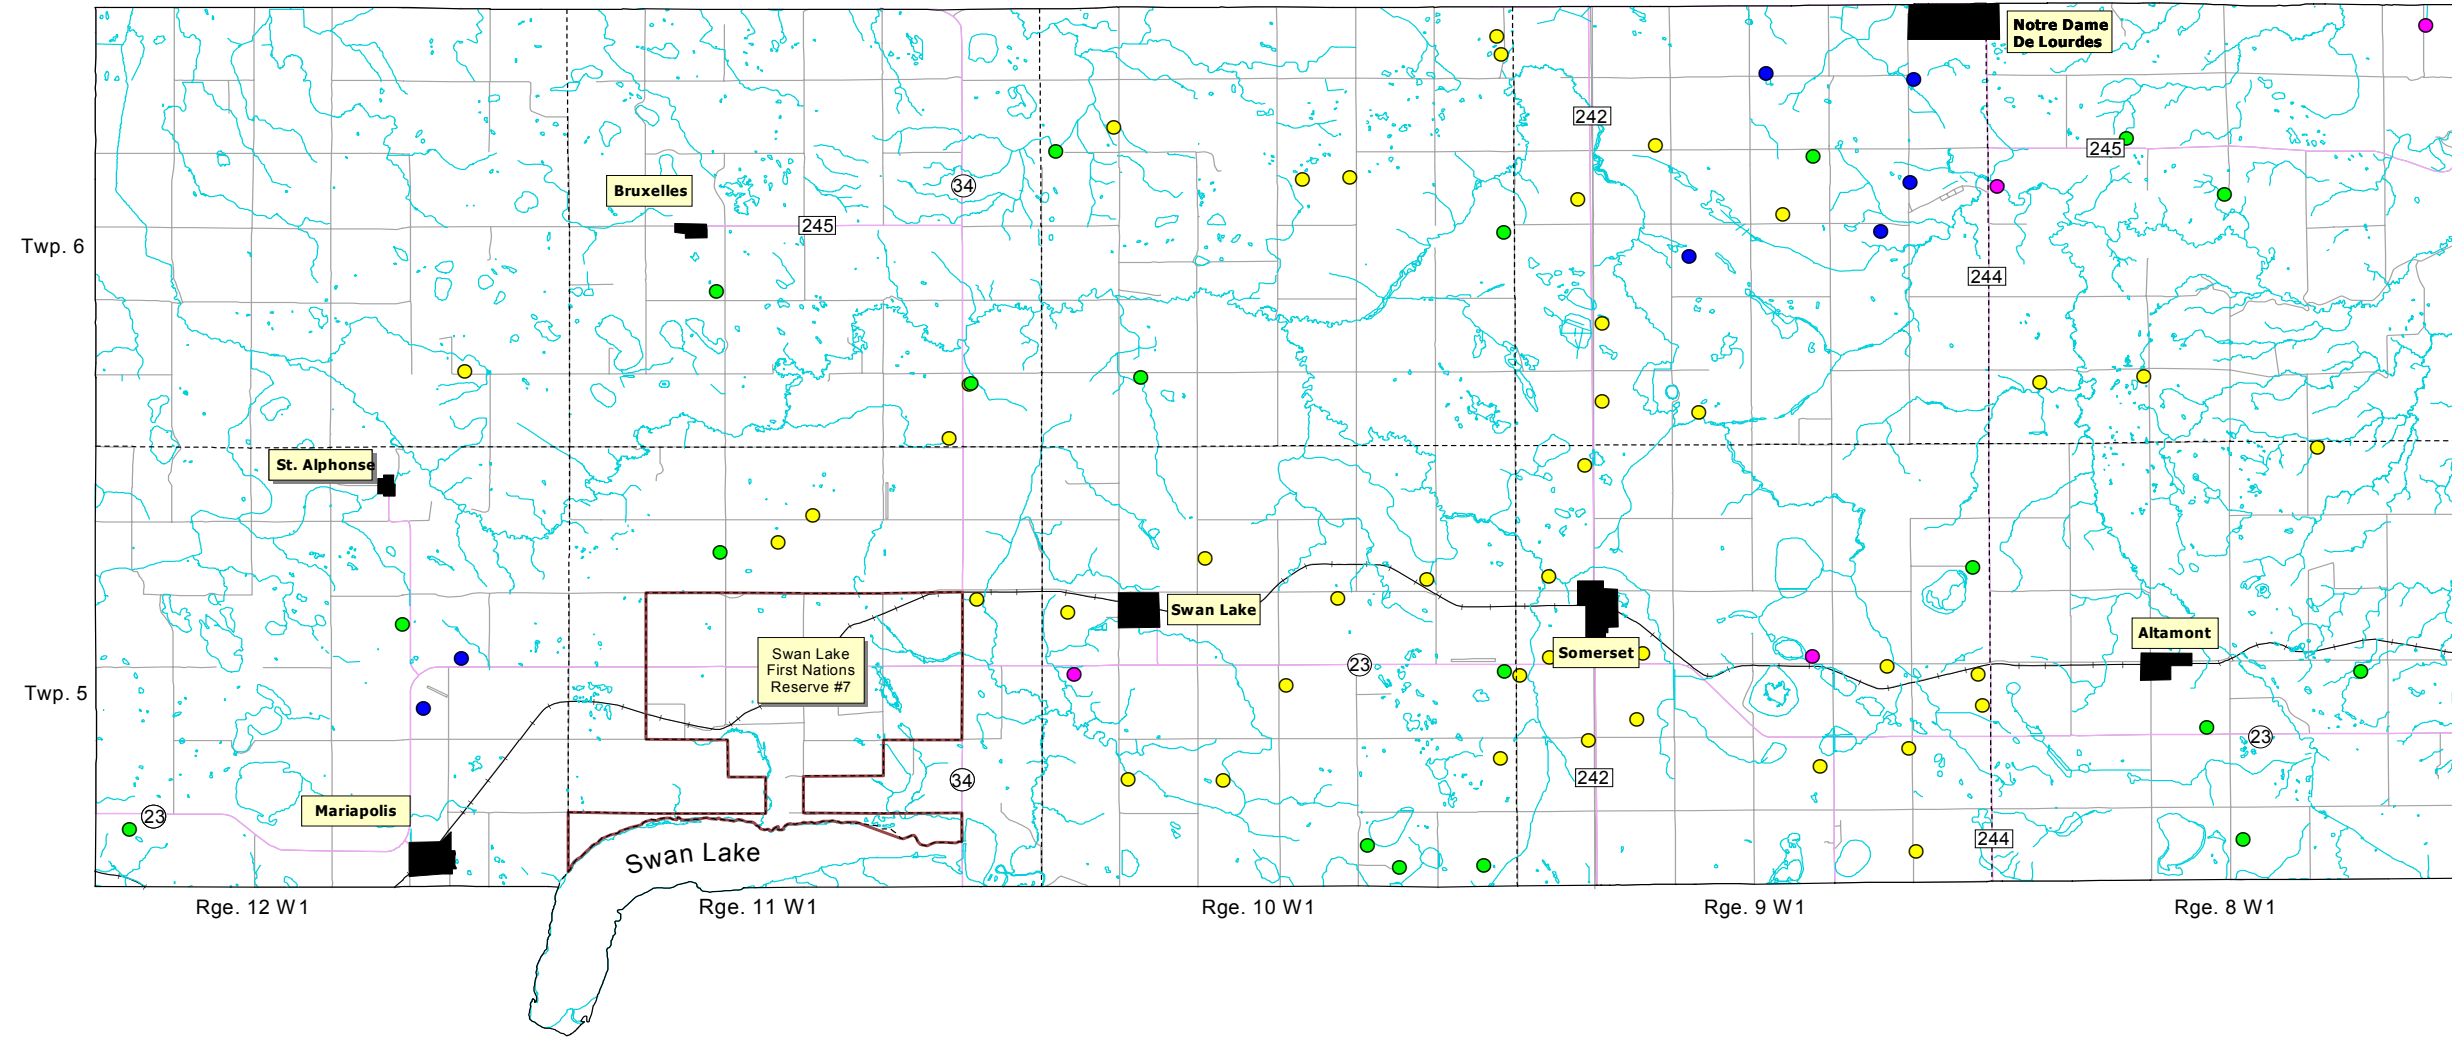 Notre Dame
De Lourdes
242
245
34
Bruxelles
245
Twp. 6
244
St. Alphonse
Swan Lake
Altamont
Somerset
Swan Lake
First Nations
Reserve #7
23
Twp. 5
23
34
242
Mariapolis
23
244
Swan Lake
Rge. 12 W1
Rge. 11 W1
Rge. 10 W1
Rge. 9 W1
Rge. 8 W1